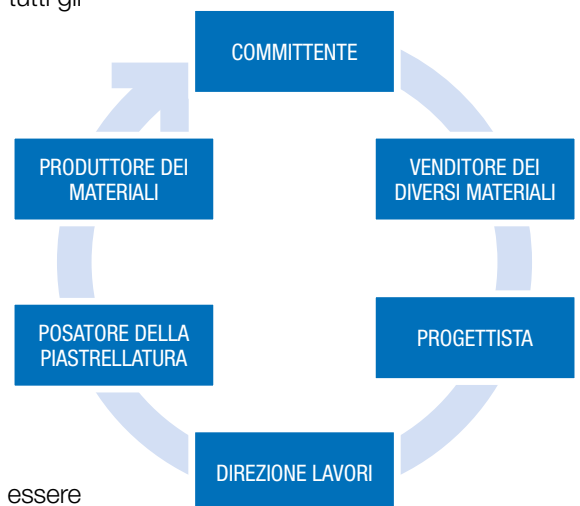 tutti gli
COMMITTENTE
PRODUTTORE DEI
MATERIALI
VENDITORE DEI
DIVERSI MATERIALI
POSATORE DELLA
PIASTRELLATURA
PROGETTISTA
DIREZIONE LAVORI
essere